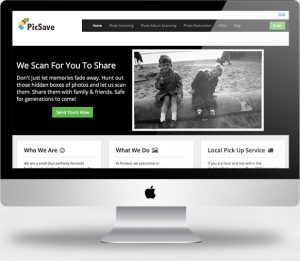 PicSave
Home Photo Scanning Photo Album Scanning Photo Restoration FAQs Blog
We Scan For You To Share
Don't just let memories fade away. Hunt out
those hidden boxes of photos and let us scan
them. Share them with family & friends. Safe
for generations to come!
Send Yours Now
Who We Are
What We Do
Local Pick Up Service
We are a small (but perfectly formed!)
At PicSave, we specialise in:
If you are local and live within the